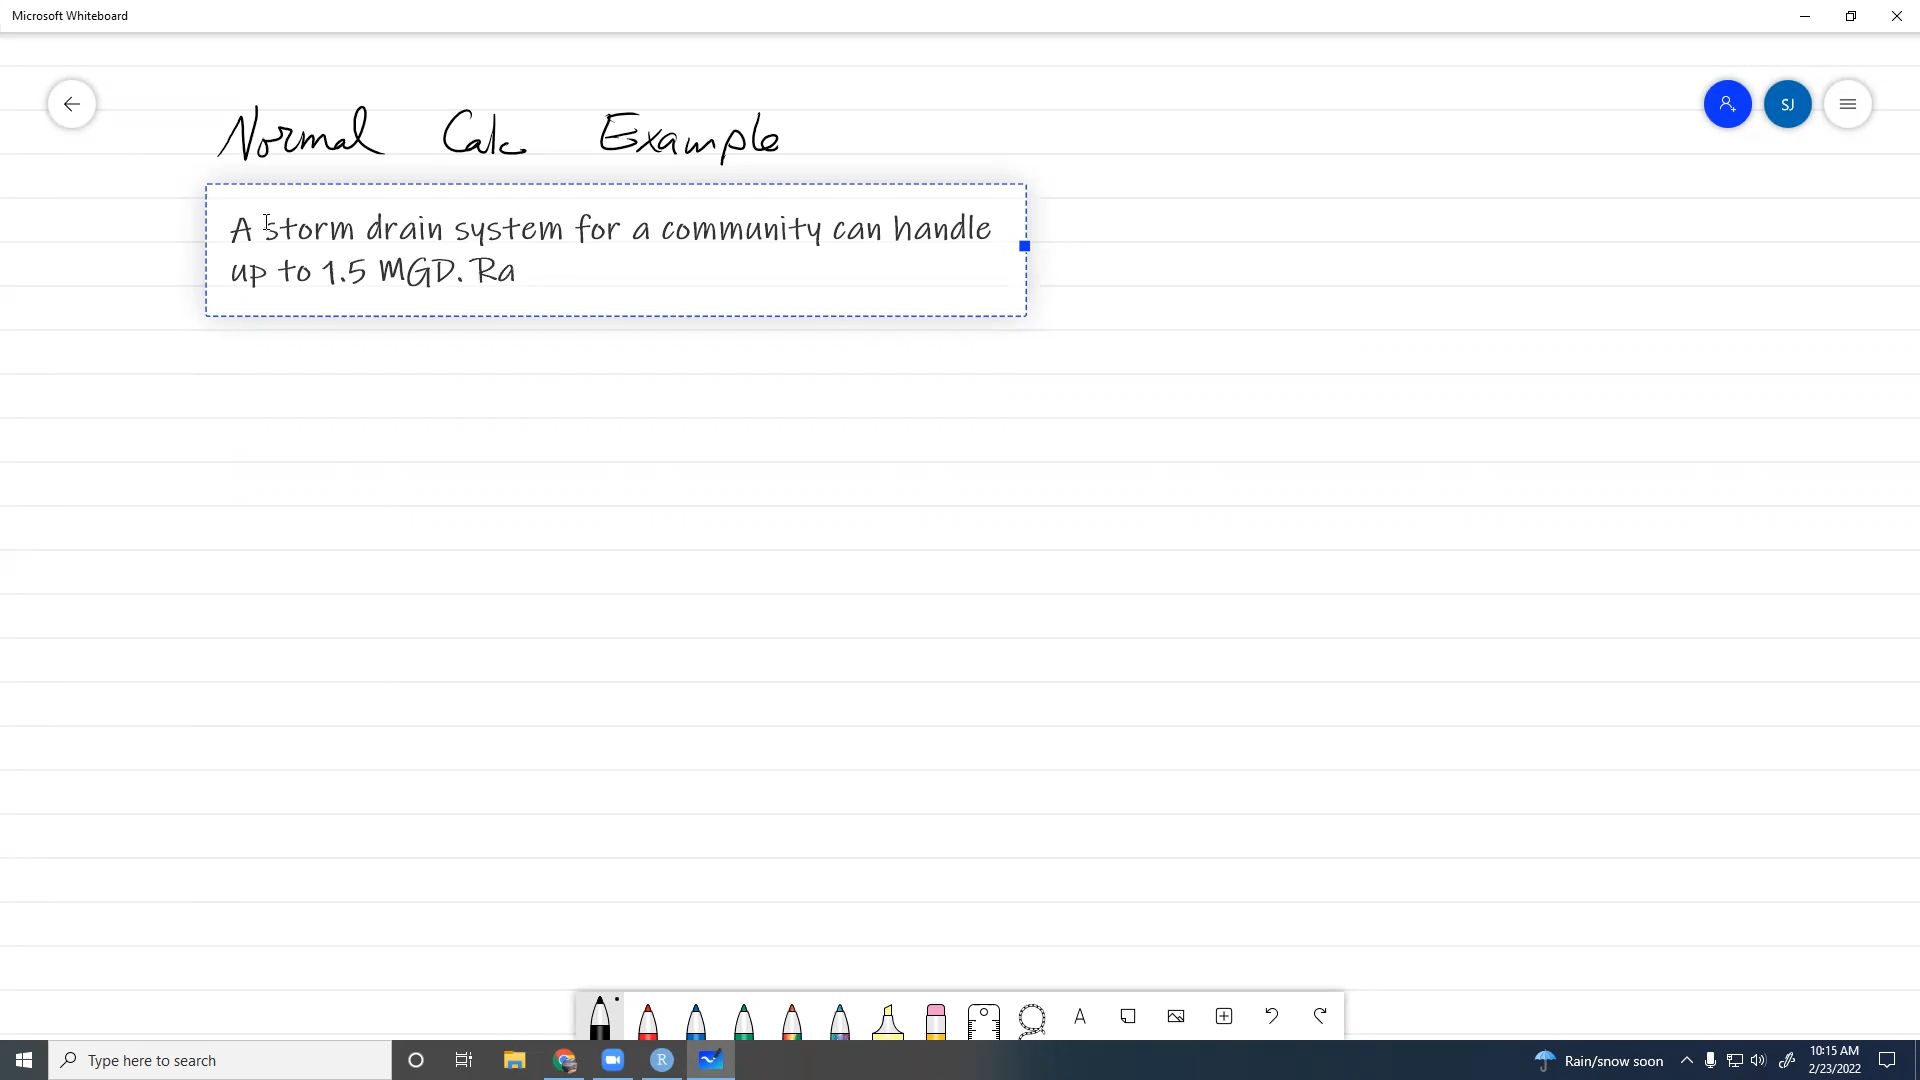 Microsoft Whiteboard
SJ
Normal Calc Example
A storm drain system for a community can handle
up to 1.5 MGD. Ra
A
Type here to search
R
Rain/snow soon
10:15 AM
2/23/2022